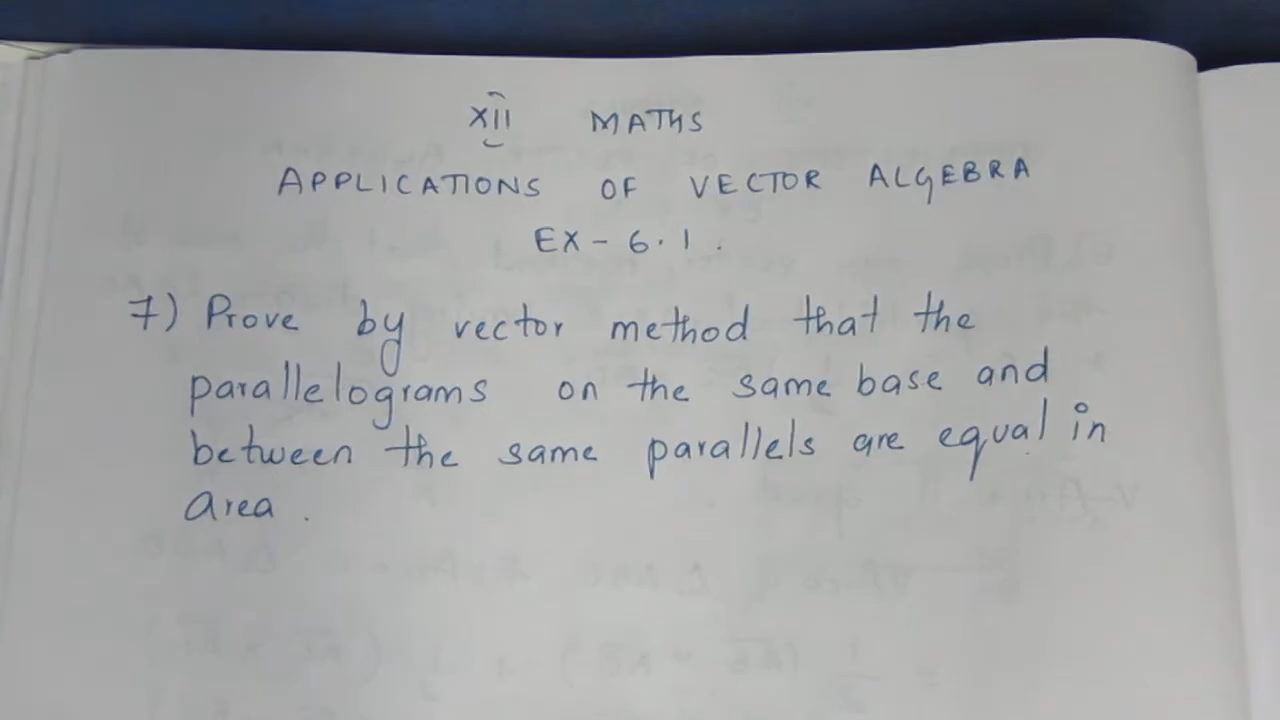 XII MATHS
APPLICATIONS OF VECTOR ALGEBRA
EX - 6.1.
7) Prove by vector method that the
parallelograms on the same base and
between the same parallels are equal in
area.